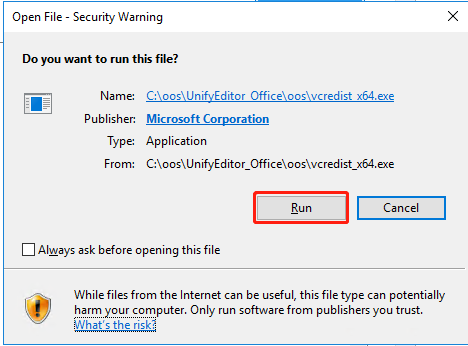 Open File - Security Warning
Do you want to run this file?
Name: C:\oos\UnifyEditor_Office\oos\vcredist_x64.exe
Publisher: Microsoft Corporation
Type: Application
From: C:\oos\UnifyEditor_Office\oos\vcredist_x64.exe
Run Cancel
Always ask before opening this file
While files from the Internet can be useful, this file type can potentially
harm your computer. Only run software from publishers you trust.
What's the risk?